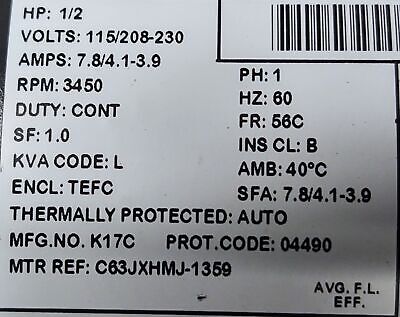 HP: 1/2
VOLTS: 115/208-230
AMPS: 7.8/4.1-3.9
RPM: 3450
DUTY: CONT
SF: 1.0
KVA CODE: L
ENCL: TEFC
PH: 1
HZ: 60
FR: 56C
INS CL: B
AMB: 40°C
SFA: 7.8/4.1-3.9
THERMALLY PROTECTED: AUTO
MFG.NO. K17C PROT.CODE: 04490
MTR REF: C63JXHMJ-1359
AVG. F.L.
EFF.